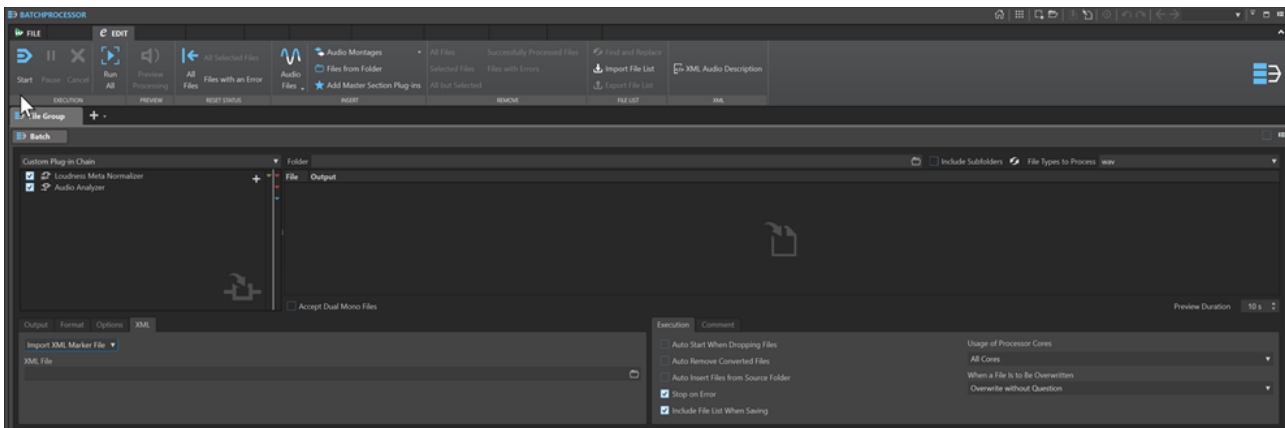 BATCHPROCESSOR
FILE
EDIT
Start
Pause
Cancel
Run All
Preview Processing
All Files
All Selected Files
Files with an Error
Audio Files
Audio Montages
Files from Folder
Add Master Section Plug-ins
All Files
Selected Files
All but Selected
Successfully Processed Files
Files with Errors
Find and Replace
Import File List
Export File List
XML Audio Description
EXECUTION
PREVIEW
RESET STATUS
INSERT
REMOVE
FILE LIST
XML
File Group
Batch
Custom Plug-in Chain
Folder
Include Subfolders
File Types to Process
wav
Loudness Meta Normalizer
Audio Analyzer
File
Output
Accept Dual Mono Files
Preview Duration
10 s
Output
Format
Options
XML
Import XML Marker File
XML File
Execution
Comment
Auto Start When Dropping Files
Auto Remove Converted Files
Auto Insert Files from Source Folder
Stop on Error
Include File List When Saving
Usage of Processor Cores
All Cores
When a File Is to Be Overwritten
Overwrite without Question